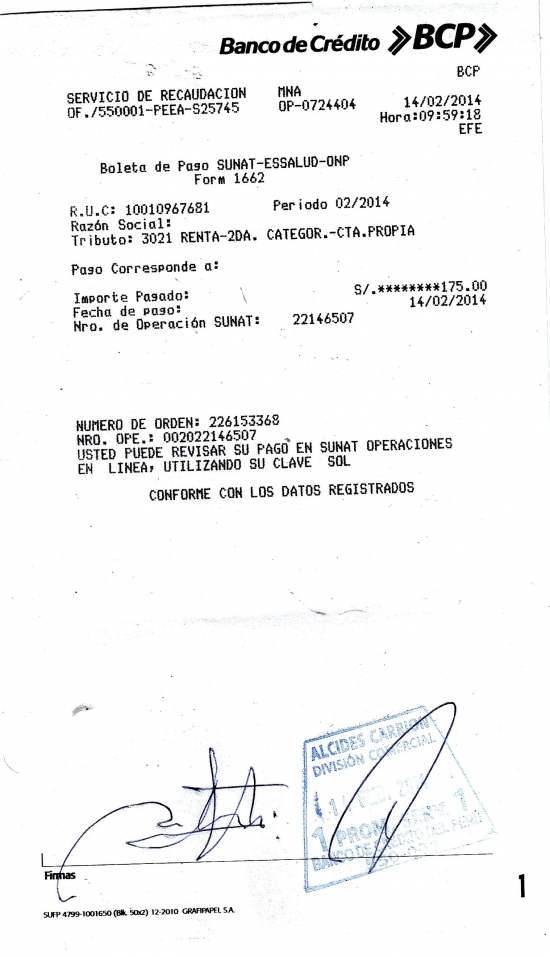 Banco de Crédito »BCP»
BCP
SERVICIO DE RECAUDACION MNA
OF./550001-PEEA-S25745 OP-0724404 14/02/2014
Hora:09:59:18
EFE
Boleta de Pago SUNAT-ESSALUD-ONP
Form 1662
R.U.C: 10010967681 Periodo 02/2014
Razón Social:
Tributo: 3021 RENTA-2DA. CATEGOR.-CTA.PROPIA
Pago Corresponde a:
Importe Pagado: S/.********175.00
Fecha de pago: 14/02/2014
Nro. de Operación SUNAT: 22146507
NUMERO DE ORDEN: 226153368
NRO. OPE.: 002022146507
USTED PUEDE REVISAR SU PAGO EN SUNAT OPERACIONES
EN LINEA, UTILIZANDO SU CLAVE SOL
CONFORME CON LOS DATOS REGISTRADOS
ALCIDES CARRION
DIVISIÓN COMERCIAL
1 PROM. SERV. 1
BANCO DE CREDITO DEL PERU
Firmas
1
SUFP 4799-1001650 (Blk. 50x2) 12-2010 GRAFIPAPEL S.A.